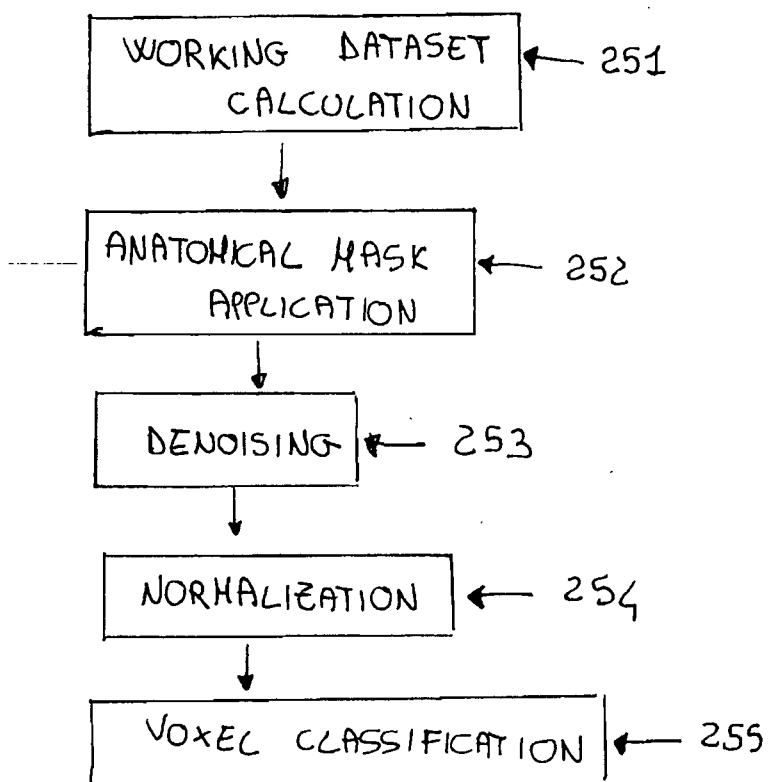 WORKING DATASET
CALCULATION
251
ANATOMICAL MASK
APPLICATION
252
DENOISING
253
NORMALIZATION
254
VOXEL CLASSIFICATION
255